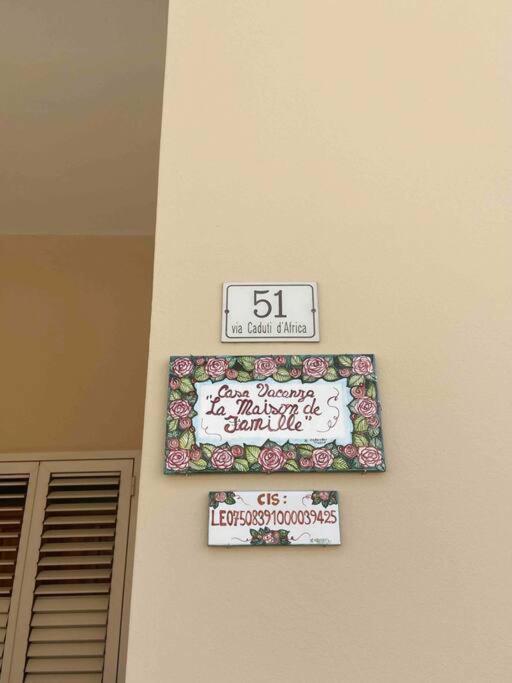 51
via Caduti d'Africa
Casa Vacanza
"La Maison de
Famille"
CIS:
LE07508391000039425